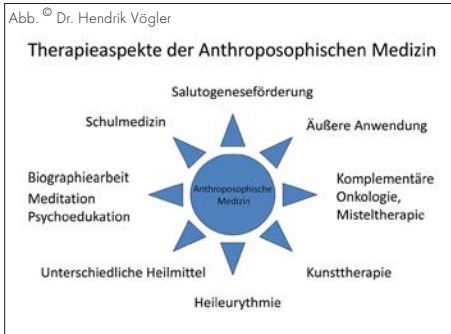 Abb. © Dr. Hendrik Vögler
Therapieaspekte der Anthroposophischen Medizin
Salutogeneseförderung
Schulmedizin
Äußere Anwendung
Biographiearbeit
Meditation
Psychoedukation
Anthroposophische
Medizin
Komplementäre
Onkologie,
Misteltherapie
Unterschiedliche Heilmittel
Kunsttherapie
Heileurythmie